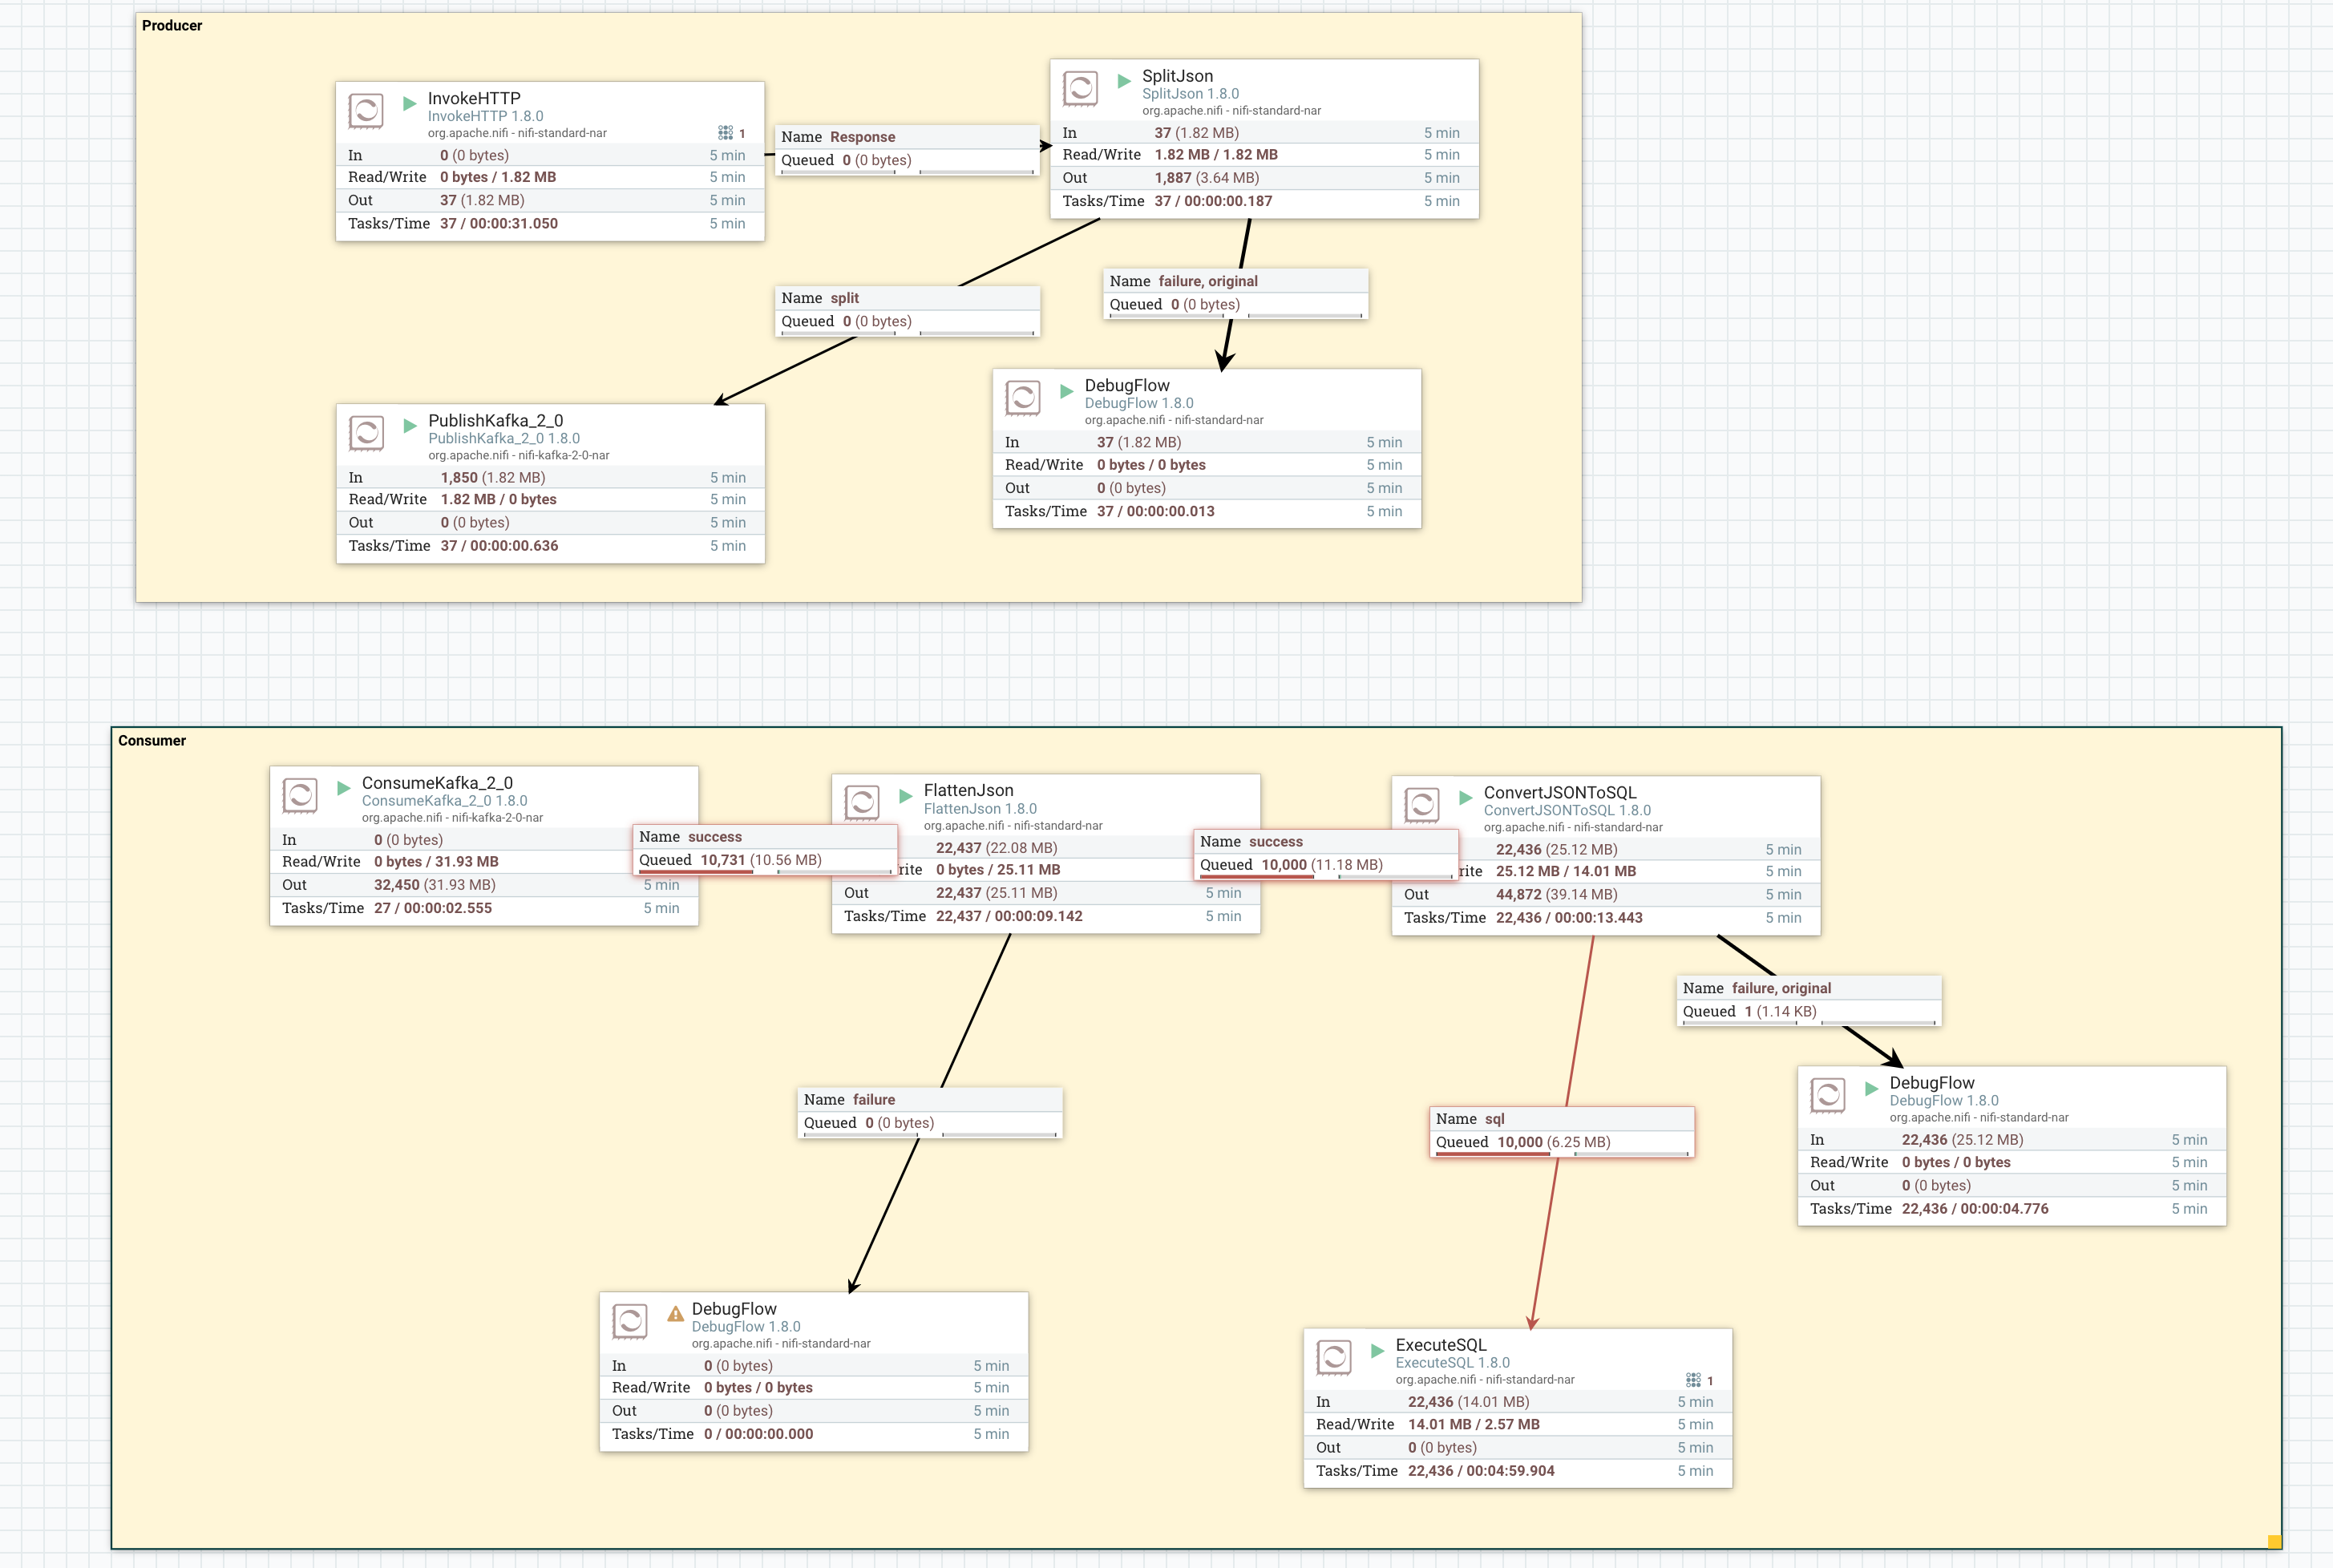 Producer
InvokeHTTP
InvokeHTTP 1.8.0
org.apache.nifi - nifi-standard-nar
1
In 0 (0 bytes) 5 min
Read/Write 0 bytes / 1.82 MB 5 min
Out 37 (1.82 MB) 5 min
Tasks/Time 37 / 00:00:31.050 5 min
Name Response
Queued 0 (0 bytes)
SplitJson
SplitJson 1.8.0
org.apache.nifi - nifi-standard-nar
In 37 (1.82 MB) 5 min
Read/Write 1.82 MB / 1.82 MB 5 min
Out 1,887 (3.64 MB) 5 min
Tasks/Time 37 / 00:00:00.187 5 min
Name split
Queued 0 (0 bytes)
Name failure, original
Queued 0 (0 bytes)
PublishKafka_2_0
PublishKafka_2_0 1.8.0
org.apache.nifi - nifi-kafka-2-0-nar
In 1,850 (1.82 MB) 5 min
Read/Write 1.82 MB / 0 bytes 5 min
Out 0 (0 bytes) 5 min
Tasks/Time 37 / 00:00:00.636 5 min
DebugFlow
DebugFlow 1.8.0
org.apache.nifi - nifi-standard-nar
In 37 (1.82 MB) 5 min
Read/Write 0 bytes / 0 bytes 5 min
Out 0 (0 bytes) 5 min
Tasks/Time 37 / 00:00:00.013 5 min
Consumer
ConsumeKafka_2_0
ConsumeKafka_2_0 1.8.0
org.apache.nifi - nifi-kafka-2-0-nar
In 0 (0 bytes)
Read/Write 0 bytes / 31.93 MB
Out 32,450 (31.93 MB) 5 min
Tasks/Time 27 / 00:00:02.555 5 min
Name success
Queued 10,731 (10.56 MB)
FlattenJson
FlattenJson 1.8.0
org.apache.nifi - nifi-standard-nar
22,437 (22.08 MB)
rite 0 bytes / 25.11 MB
Out 22,437 (25.11 MB) 5 min
Tasks/Time 22,437 / 00:00:09.142 5 min
Name success
Queued 10,000 (11.18 MB)
ConvertJSONToSQL
ConvertJSONToSQL 1.8.0
org.apache.nifi - nifi-standard-nar
22,436 (25.12 MB) 5 min
rite 25.12 MB / 14.01 MB 5 min
Out 44,872 (39.14 MB) 5 min
Tasks/Time 22,436 / 00:00:13.443 5 min
Name failure, original
Queued 1 (1.14 KB)
Name failure
Queued 0 (0 bytes)
Name sql
Queued 10,000 (6.25 MB)
DebugFlow
DebugFlow 1.8.0
org.apache.nifi - nifi-standard-nar
In 22,436 (25.12 MB) 5 min
Read/Write 0 bytes / 0 bytes 5 min
Out 0 (0 bytes) 5 min
Tasks/Time 22,436 / 00:00:04.776 5 min
DebugFlow
DebugFlow 1.8.0
org.apache.nifi - nifi-standard-nar
In 0 (0 bytes) 5 min
Read/Write 0 bytes / 0 bytes 5 min
Out 0 (0 bytes) 5 min
Tasks/Time 0 / 00:00:00.000 5 min
ExecuteSQL
ExecuteSQL 1.8.0
org.apache.nifi - nifi-standard-nar
1
In 22,436 (14.01 MB) 5 min
Read/Write 14.01 MB / 2.57 MB 5 min
Out 0 (0 bytes) 5 min
Tasks/Time 22,436 / 00:04:59.904 5 min